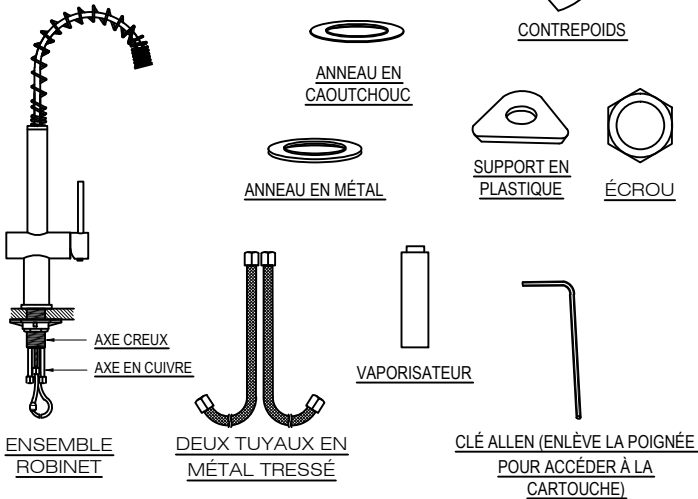 CONTREPOIDS
ANNEAU EN
CAOUTCHOUC
SUPPORT EN
PLASTIQUE
ÉCROU
ANNEAU EN MÉTAL
AXE CREUX
AXE EN CUIVRE
VAPORISATEUR
ENSEMBLE
ROBINET
DEUX TUYAUX EN
MÉTAL TRESSÉ
CLÉ ALLEN (ENLÈVE LA POIGNÉE
POUR ACCÉDER À LA
CARTOUCHE)